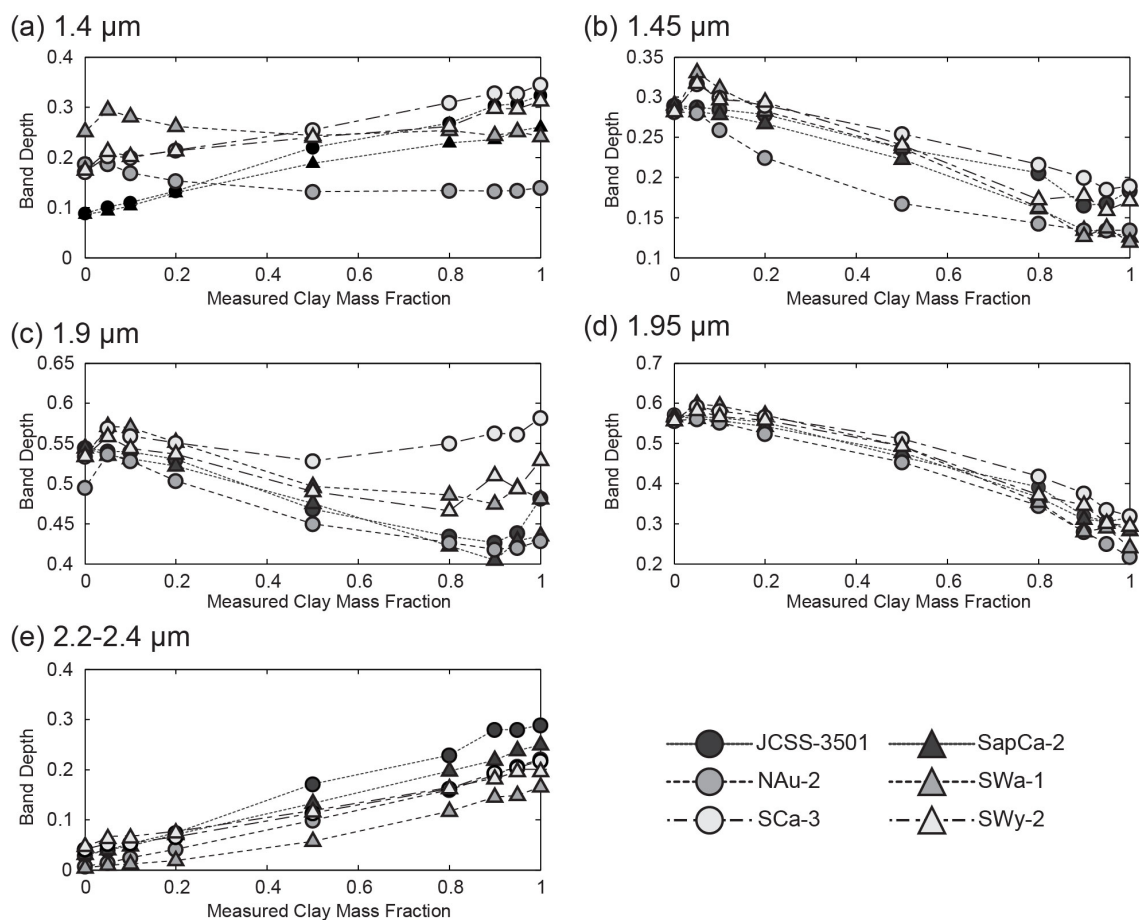 (a) 1.4 µm
Band Depth
0.4
0.3
0.2
0.1
0
0 0.2 0.4 0.6 0.8 1
Measured Clay Mass Fraction
(b) 1.45 µm
Band Depth
0.35
0.3
0.25
0.2
0.15
0.1
0 0.2 0.4 0.6 0.8 1
Measured Clay Mass Fraction
(c) 1.9 µm
Band Depth
0.65
0.6
0.55
0.5
0.45
0.4
0 0.2 0.4 0.6 0.8 1
Measured Clay Mass Fraction
(d) 1.95 µm
Band Depth
0.7
0.6
0.5
0.4
0.3
0.2
0 0.2 0.4 0.6 0.8 1
Measured Clay Mass Fraction
(e) 2.2-2.4 µm
Band Depth
0.4
0.3
0.2
0.1
0
0 0.2 0.4 0.6 0.8 1
Measured Clay Mass Fraction
JCSS-3501 SapCa-2
NAu-2 SWa-1
SCa-3 SWy-2